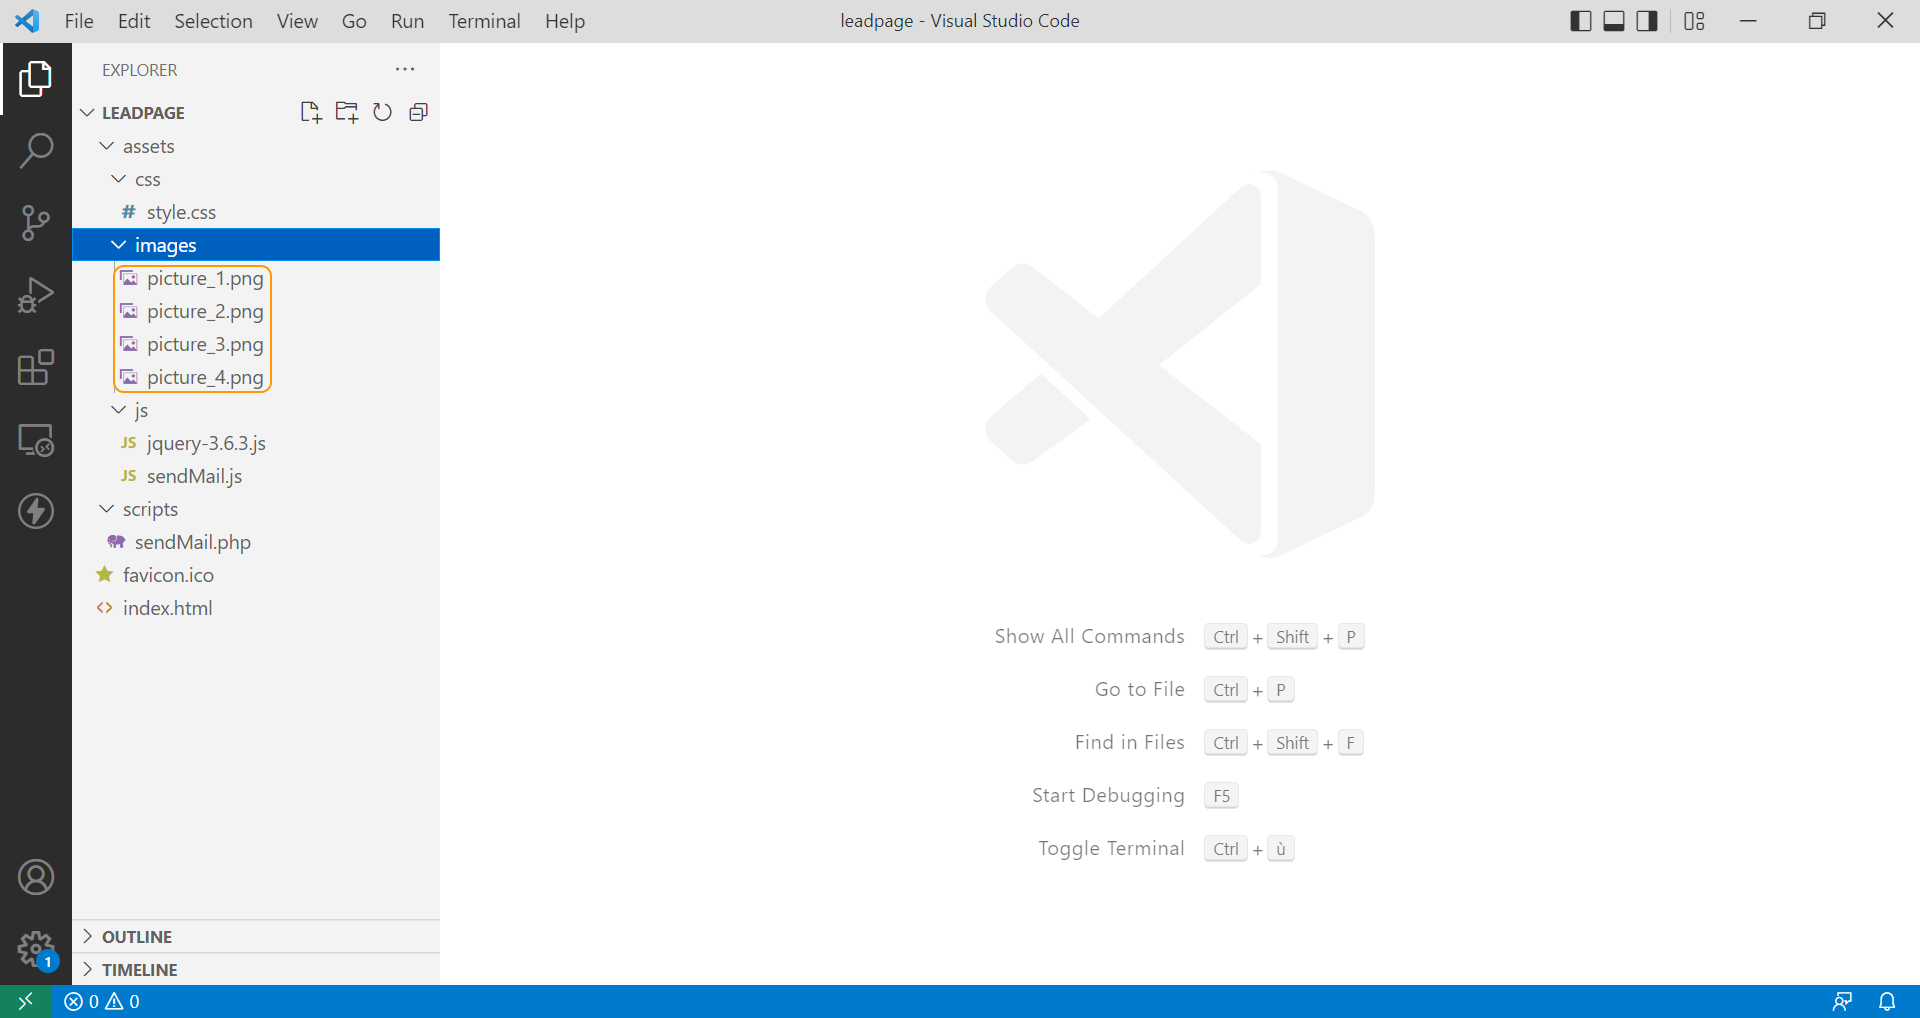 File Edit Selection View Go Run Terminal Help
leadpage - Visual Studio Code
EXPLORER
LEADPAGE
assets
css
# style.css
images
picture_1.png
picture_2.png
picture_3.png
picture_4.png
js
JS jquery-3.6.3.js
JS sendMail.js
scripts
sendMail.php
favicon.ico
<> index.html
OUTLINE
TIMELINE
Show All Commands Ctrl + Shift + P
Go to File Ctrl + P
Find in Files Ctrl + Shift + F
Start Debugging F5
Toggle Terminal Ctrl + ù
1
0 0